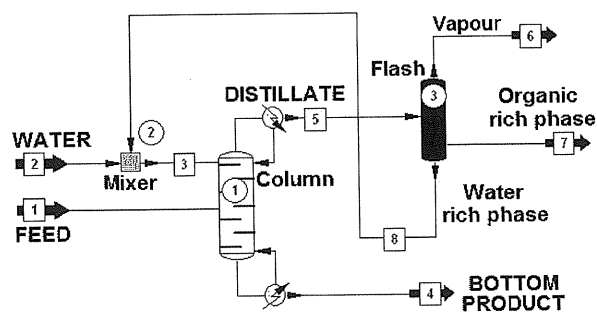 Vapour
6
Flash
3
DISTILLATE
5
Organic
rich phase
7
2
WATER
2
Mixer
3
Column
1
Water
rich phase
1
FEED
8
4
BOTTOM
PRODUCT